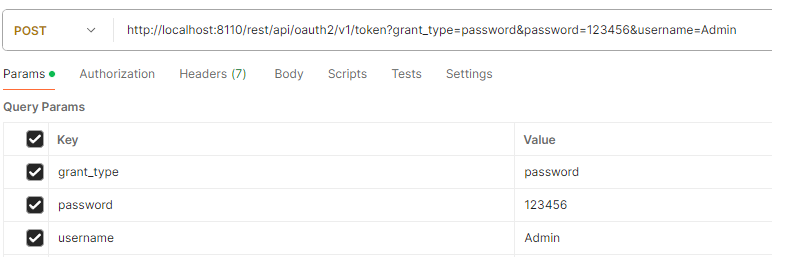 POST http://localhost:8110/rest/api/oauth2/v1/token?grant_type=password&password=123456&username=Admin
Params Authorization Headers (7) Body Scripts Tests Settings
Query Params
Key Value
grant_type password
password 123456
username Admin